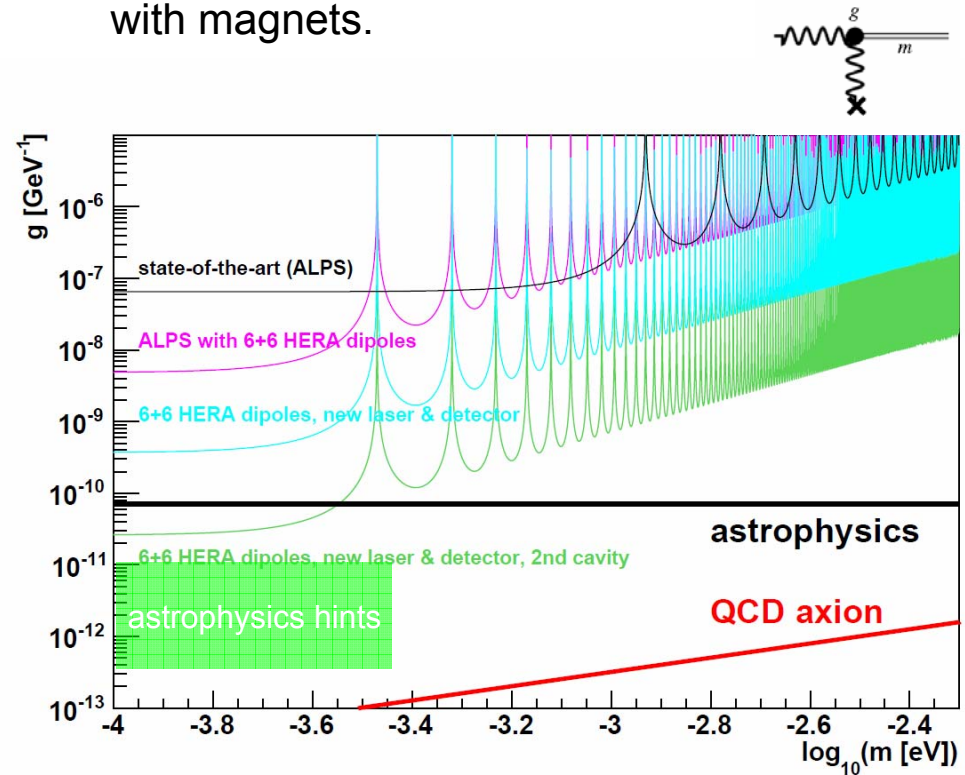 with magnets.
g
m
g [GeV⁻¹]
10⁻⁶
state-of-the-art (ALPS)
10⁻⁷
ALPS with 6+6 HERA dipoles
10⁻⁸
6+6 HERA dipoles, new laser & detector
10⁻⁹
10⁻¹⁰
astrophysics
6+6 HERA dipoles, new laser & detector, 2nd cavity
10⁻¹¹
astrophysics hints
QCD axion
10⁻¹²
10⁻¹³
-4 -3.8 -3.6 -3.4 -3.2 -3 -2.8 -2.6 -2.4
log₁₀(m [eV])